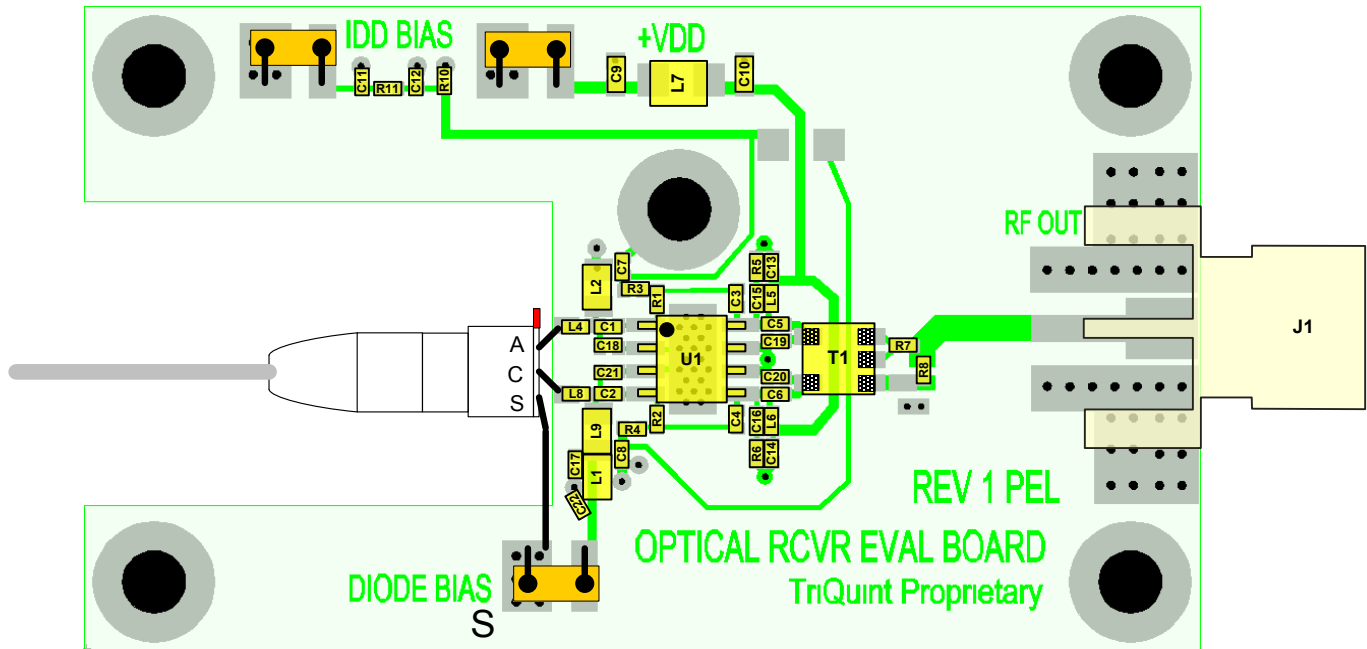 IDD BIAS
+VDD
C11
R11
C12
R10
C9
L7
C10
RF OUT
L2
C7
R3
R1
C3
R5
C13
C15
L5
A
C
S
L4
C1
C18
C21
L8
C2
U1
C5
C19
C20
C6
T1
R7
R8
J1
L9
R4
R2
C4
C16
L6
C17
L1
C8
R6
C14
C22
REV 1 PEL
OPTICAL RCVR EVAL BOARD
TriQuint Proprietary
DIODE BIAS
S